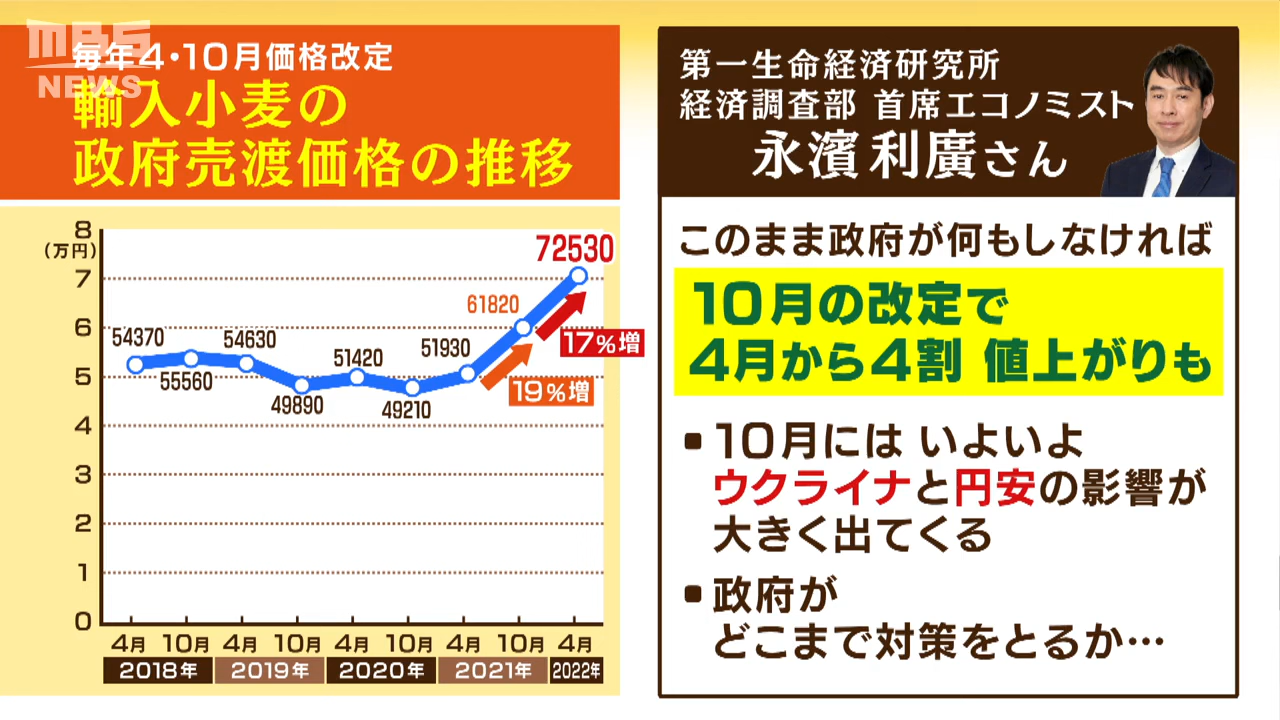 MBS
NEWS
毎年4・10月価格改定
輸入小麦の
政府売渡価格の推移
8
(万円)
7
6
5
4
3
2
1
0
54370
55560
54630
49890
51420
49210
51930
61820
72530
19%増
17%増
4月 10月 4月 10月 4月 10月 4月 10月 4月
2018年 2019年 2020年 2021年 2022年
第一生命経済研究所
経済調査部 首席エコノミスト
永濱利廣さん
このまま政府が何もしなければ
10月の改定で
4月から4割 値上がりも
▪10月には いよいよ
ウクライナと円安の影響が
大きく出てくる
▪政府が
どこまで対策をとるか…